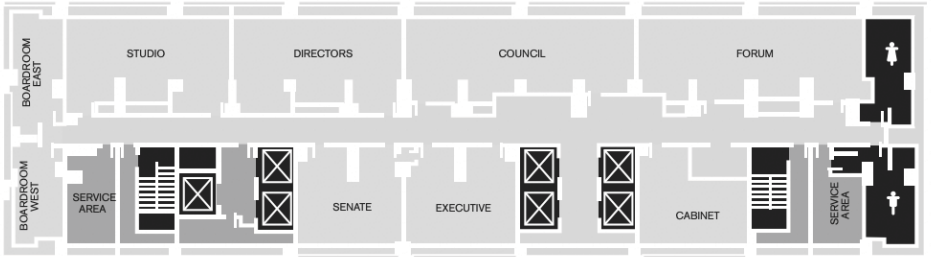 BOARDROOM
EAST
STUDIO
DIRECTORS
COUNCIL
FORUM
BOARDROOM
WEST
SERVICE
AREA
SENATE
EXECUTIVE
CABINET
SERVICE
AREA